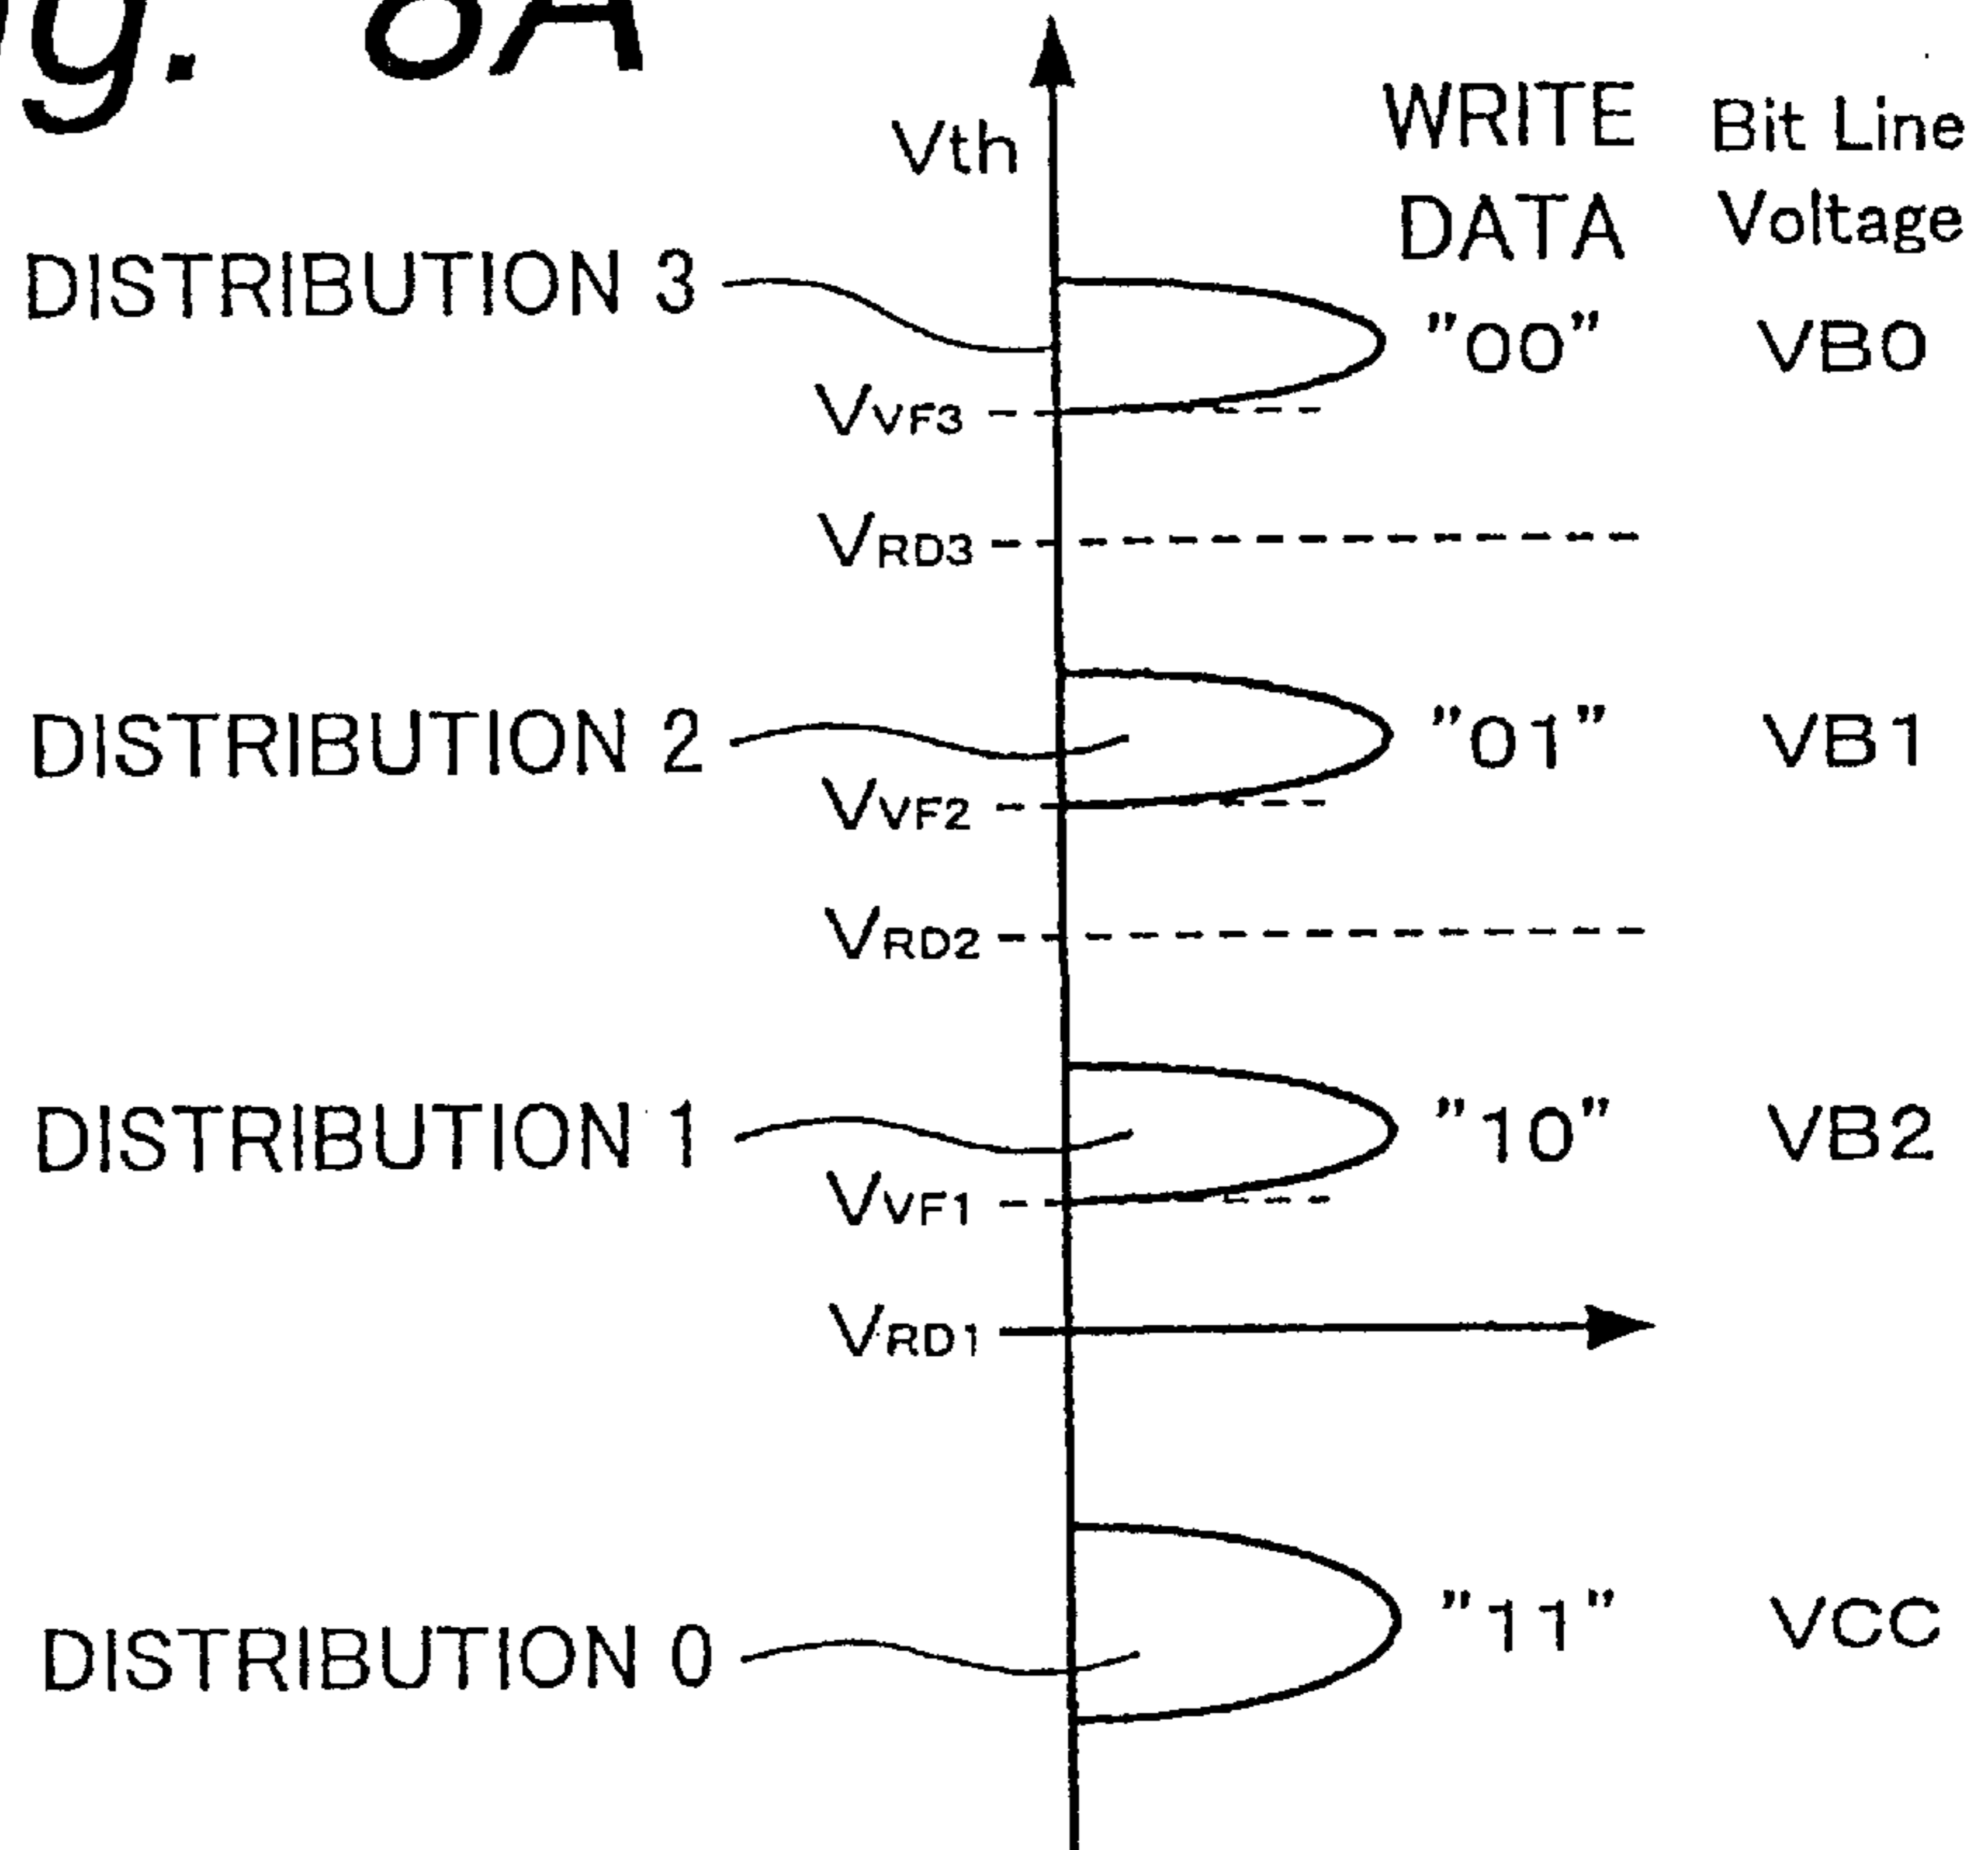 g. 8A
Vth
WRITE Bit Line
DATA Voltage
DISTRIBUTION 3 "00" VB0
VVF3
VRD3
DISTRIBUTION 2 "01" VB1
VVF2
VRD2
DISTRIBUTION 1 "10" VB2
VVF1
VRD1
DISTRIBUTION 0 "11" VCC